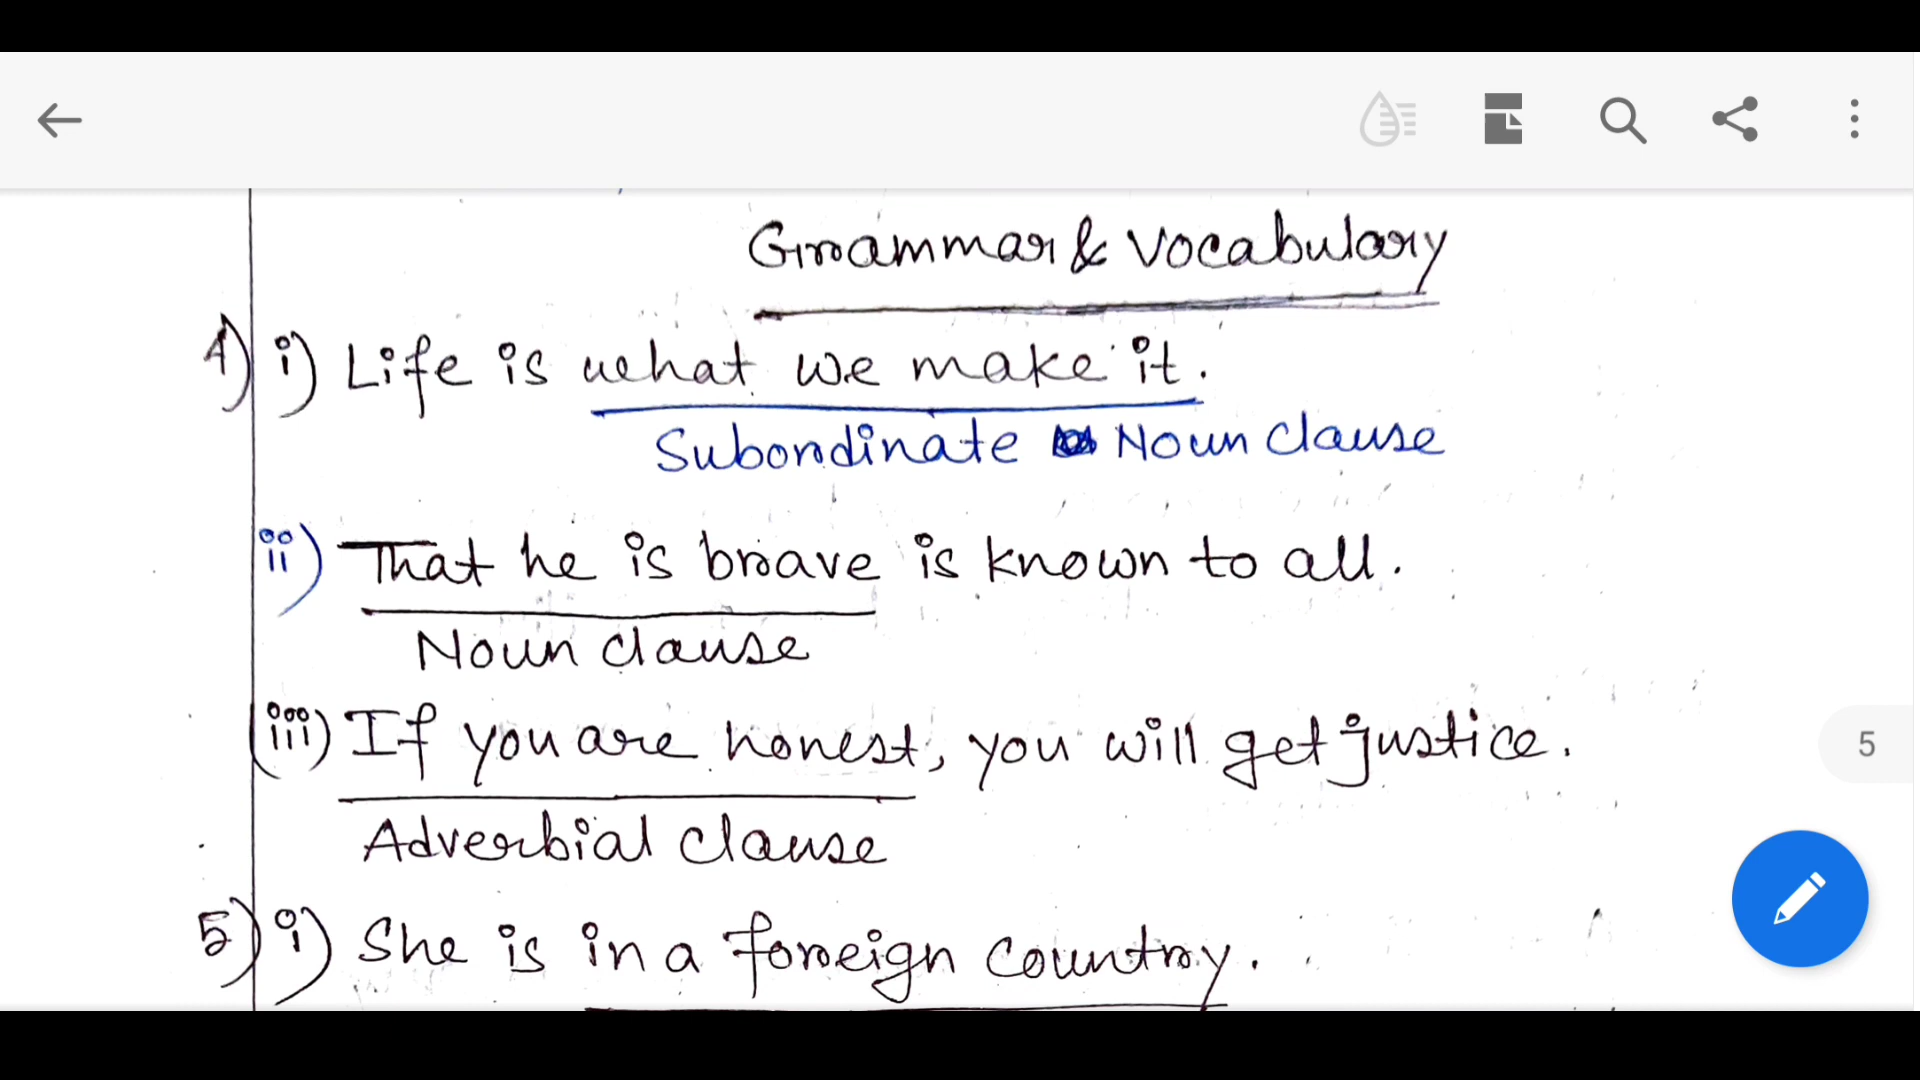 Grammar & Vocabulary
4) i) Life is what we make it.
Subordinate Noun Clause
ii) That he is brave is known to all.
Noun clause
(iii) If you are honest, you will get justice.
5
Adverbial clause
5) i) She is in a foreign country.